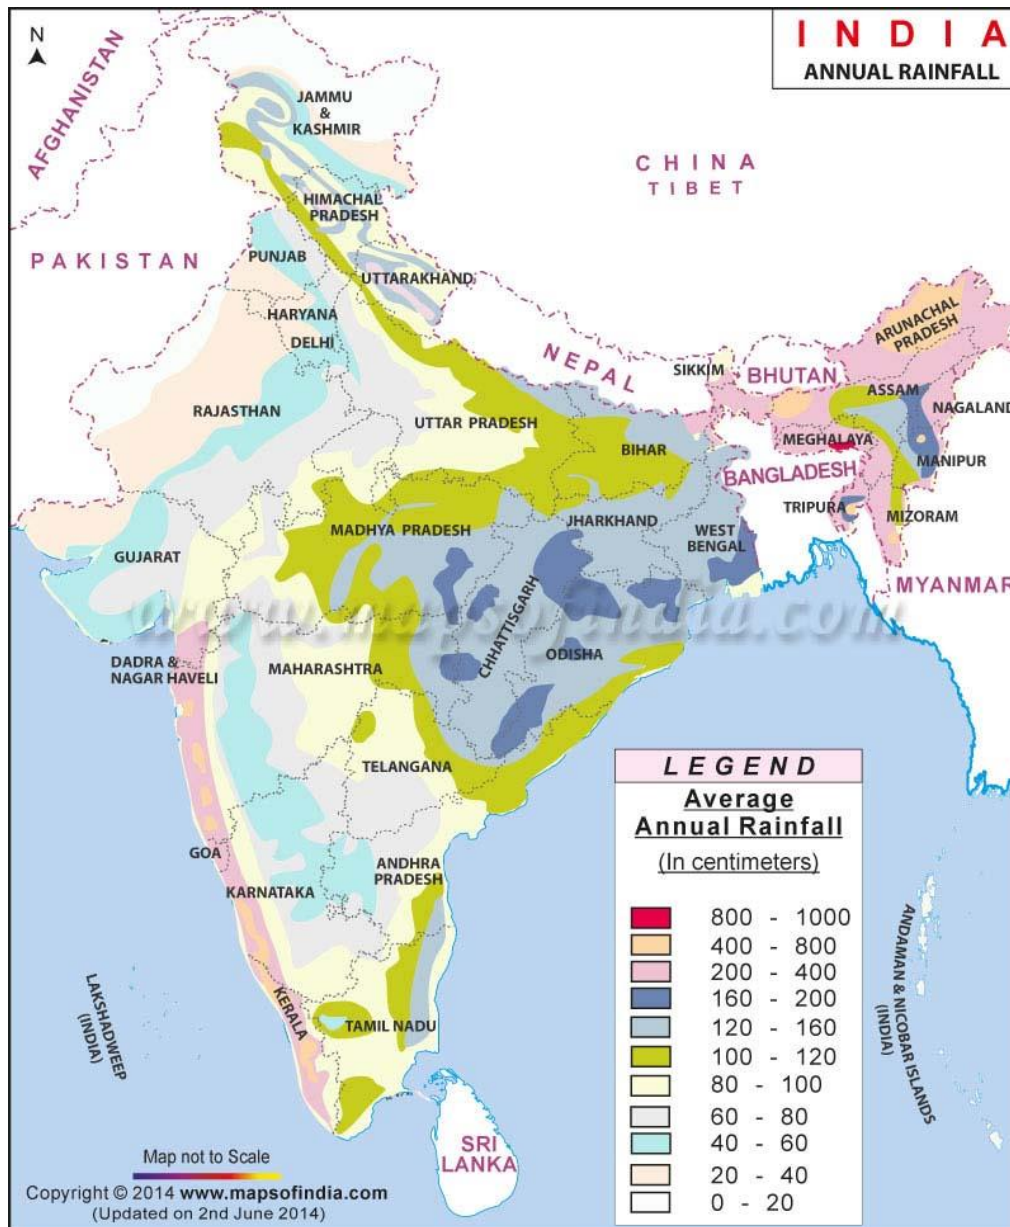 I N D I A
ANNUAL RAINFALL
N
AFGHANISTAN
JAMMU
&
KASHMIR
CHINA
TIBET
HIMACHAL
PRADESH
PAKISTAN
PUNJAB
UTTARAKHAND
HARYANA
DELHI
NEPAL
SIKKIM
BHUTAN
ARUNACHAL
PRADESH
ASSAM
NAGALAND
RAJASTHAN
UTTAR PRADESH
BIHAR
MEGHALAYA
MANIPUR
BANGLADESH
TRIPURA
MIZORAM
GUJARAT
MADHYA PRADESH
JHARKHAND
WEST
BENGAL
MYANMAR
www.mapsofindia.com
CHHATTISGARH
ODISHA
DADRA &
NAGAR HAVELI
MAHARASHTRA
TELANGANA
GOA
KARNATAKA
ANDHRA
PRADESH
KERALA
TAMIL NADU
LAKSHADWEEP
(INDIA)
ANDAMAN & NICOBAR ISLANDS
(INDIA)
SRI
LANKA
LEGEND
Average
Annual Rainfall
(In centimeters)
800 - 1000
400 - 800
200 - 400
160 - 200
120 - 160
100 - 120
80 - 100
60 - 80
40 - 60
20 - 40
0 - 20
Map not to Scale
Copyright © 2014 www.mapsofindia.com
(Updated on 2nd June 2014)